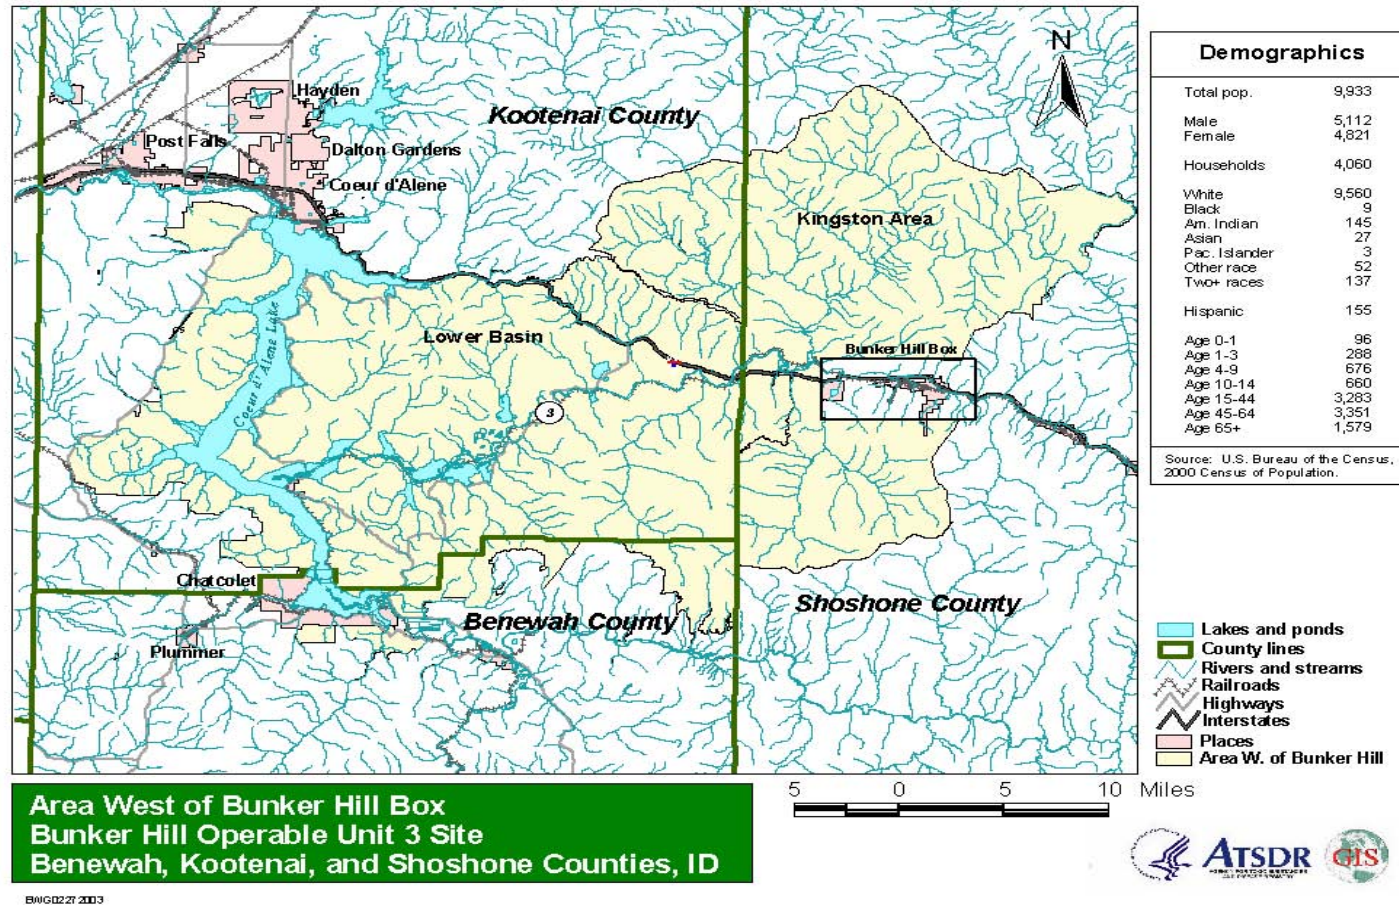 N
Hayden
Kootenai County
Post Falls
Dalton Gardens
Coeur d'Alene
Kingston Area
Coeur d'Alene Lake
Lower Basin
Bunker Hill Box
3
Chatcolet
Benewah County
Shoshone County
Plummer
Demographics
Total pop. 9,933
Male 5,112
Female 4,821
Households 4,060
White 9,560
Black 9
Am. Indian 145
Asian 27
Pac. Islander 3
Other race 52
Two+ races 137
Hispanic 155
Age 0-1 96
Age 1-3 288
Age 4-9 676
Age 10-14 660
Age 15-44 3,283
Age 45-64 3,351
Age 65+ 1,579
Source: U.S. Bureau of the Census,
2000 Census of Population.
Lakes and ponds
County lines
Rivers and streams
Railroads
Highways
Interstates
Places
Area W. of Bunker Hill
5 0 5 10 Miles
Area West of Bunker Hill Box
Bunker Hill Operable Unit 3 Site
Benewah, Kootenai, and Shoshone Counties, ID
ATSDR
AGENCY FOR TOXIC SUBSTANCES
AND DISEASE REGISTRY
GIS